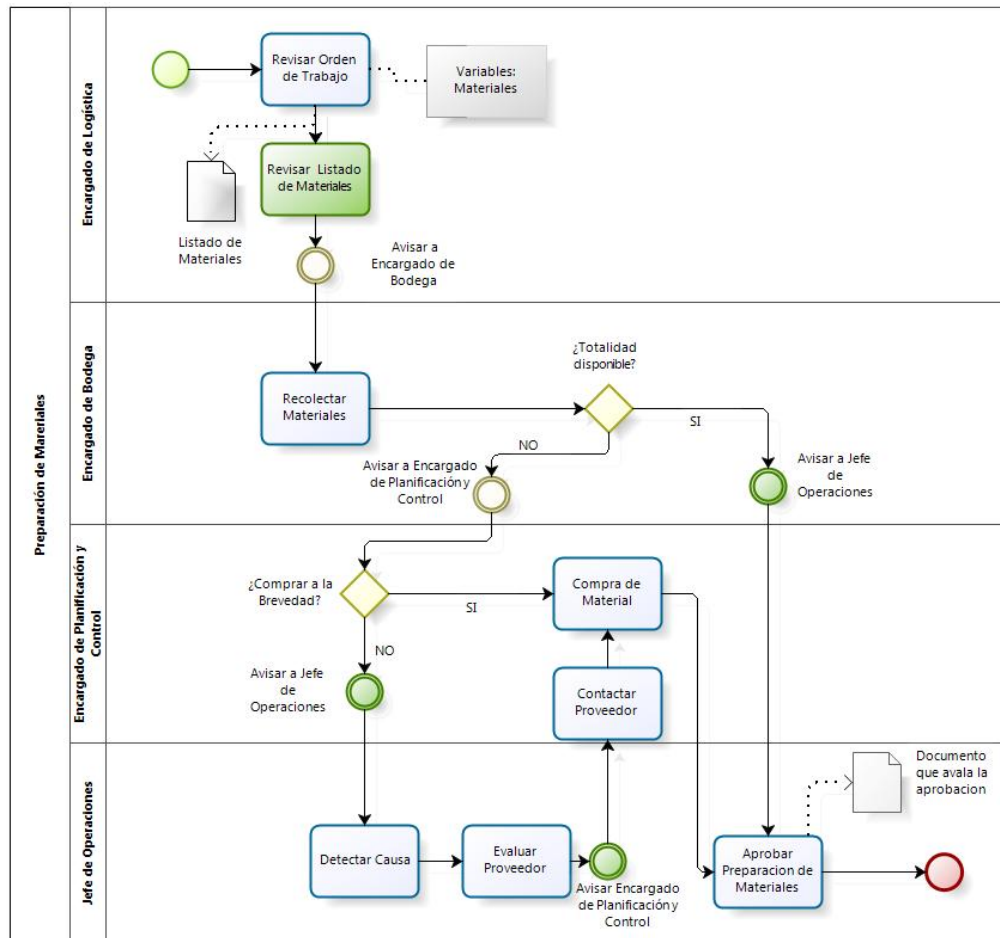 Preparación de Mareriales
Encargado de Logística
Revisar Orden
de Trabajo
Variables:
Materiales
Revisar Listado
de Materiales
Listado de
Materiales
Avisar a
Encargado de
Bodega
Encargado de Bodega
Recolectar
Materiales
¿Totalidad
disponible?
SI
NO
Avisar a Encargado
de Planificación y
Control
Avisar a Jefe
de
Operaciones
Encargado de Planificación y
Control
¿Comprar a la
Brevedad?
SI
NO
Compra de
Material
Avisar a Jefe
de
Operaciones
Contactar
Proveedor
Jefe de Operaciones
Detectar Causa
Evaluar
Proveedor
Avisar Encargado
de Planificación y
Control
Aprobar
Preparacion de
Materiales
Documento
que avala la
aprobacion